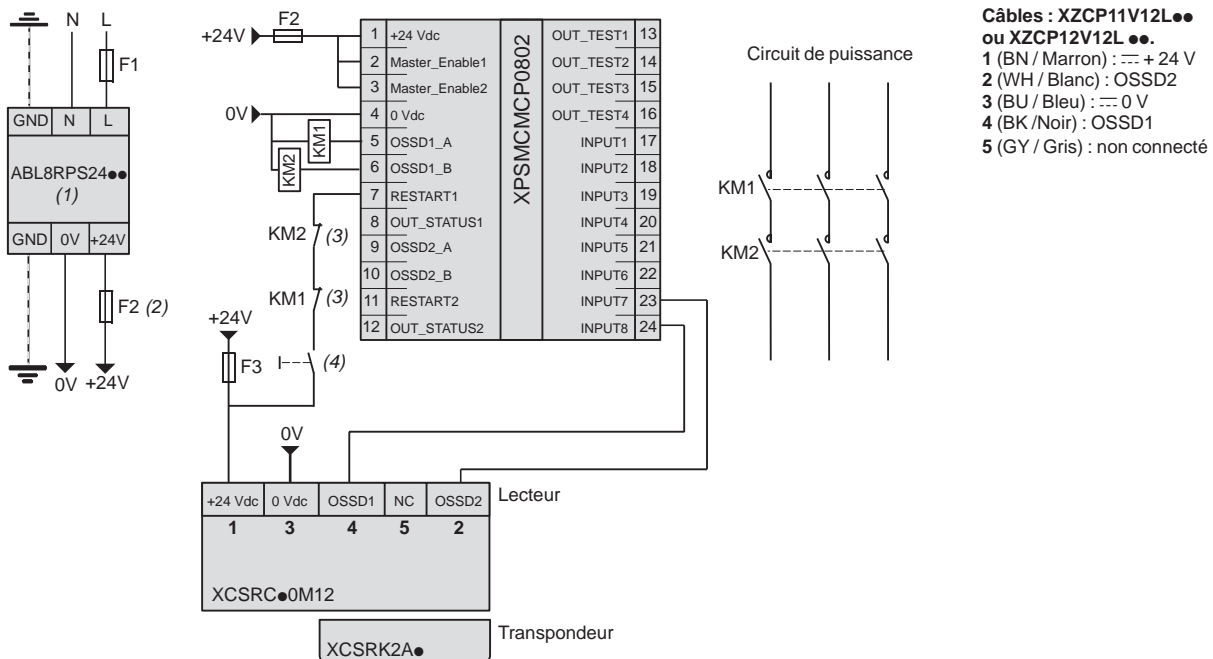 N L
F1
GND N L
ABL8RPS24●●
(1)
GND 0V +24V
F2 (2)
0V +24V
F2
+24V
0V
KM1
KM2
KM2 (3)
KM1 (3)
+24V
F3
(4)
XPSMCMCP0802
1 +24 Vdc OUT_TEST1 13
2 Master_Enable1 OUT_TEST2 14
3 Master_Enable2 OUT_TEST3 15
4 0 Vdc OUT_TEST4 16
5 OSSD1_A INPUT1 17
6 OSSD1_B INPUT2 18
7 RESTART1 INPUT3 19
8 OUT_STATUS1 INPUT4 20
9 OSSD2_A INPUT5 21
10 OSSD2_B INPUT6 22
11 RESTART2 INPUT7 23
12 OUT_STATUS2 INPUT8 24
0V
+24 Vdc 0 Vdc OSSD1 NC OSSD2
1 3 4 5 2
Lecteur
XCSRC●0M12
Transpondeur
XCSRK2A●
Circuit de puissance
KM1
KM2
Câbles : XZCP11V12L●●
ou XZCP12V12L ●●.
1 (BN / Marron) : ⎓ + 24 V
2 (WH / Blanc) : OSSD2
3 (BU / Bleu) : ⎓ 0 V
4 (BK /Noir) : OSSD1
5 (GY / Gris) : non connecté